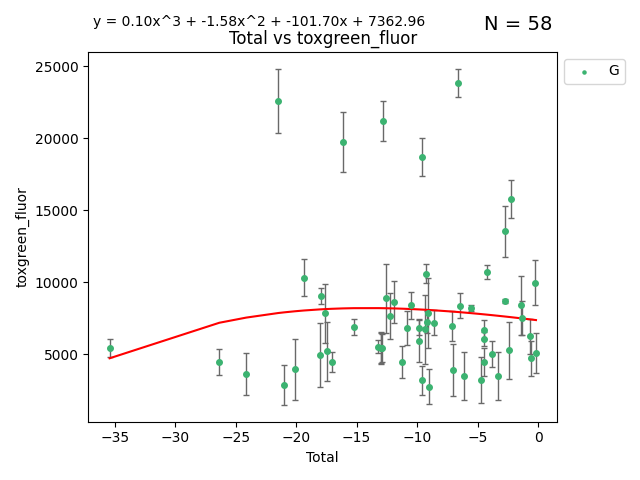 y = 0.10x^3 + -1.58x^2 + -101.70x + 7362.96
N = 58
Total vs toxgreen_fluor
G
25000
20000
15000
10000
5000
toxgreen_fluor
−35 −30 −25 −20 −15 −10 −5 0
Total